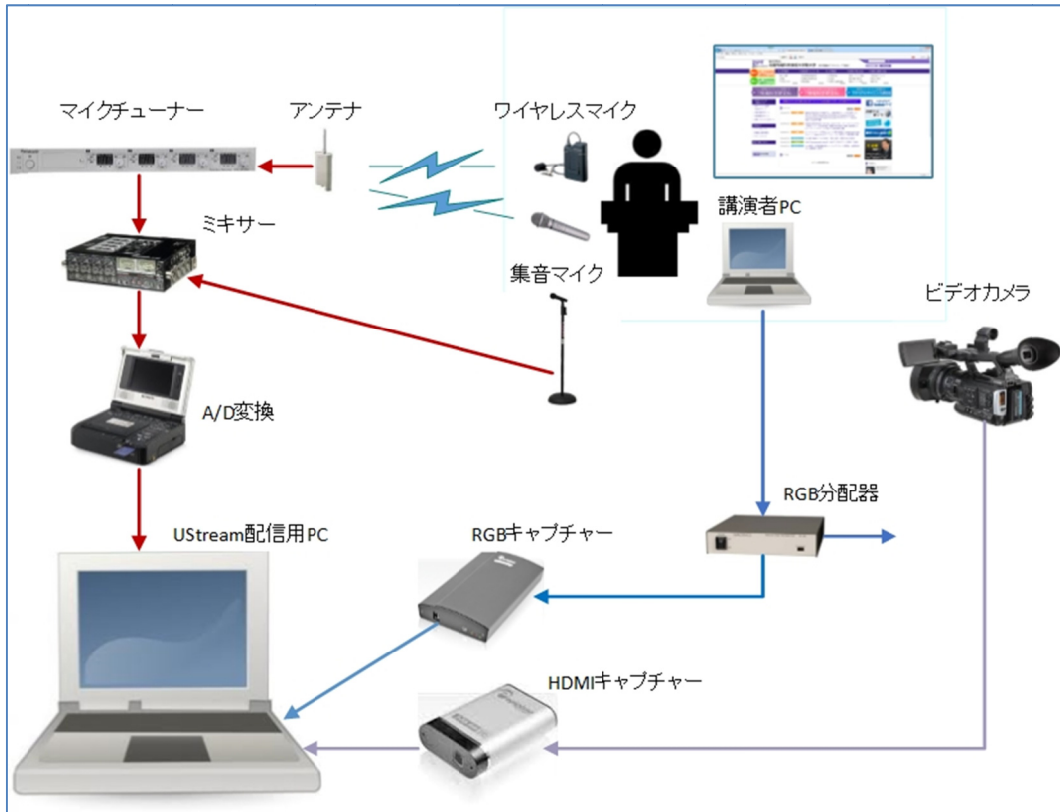 マイクチューナー
アンテナ
ワイヤレスマイク
ミキサー
集音マイク
講演者PC
ビデオカメラ
A/D変換
RGB分配器
UStream配信用PC
RGBキャプチャー
HDMIキャプチャー